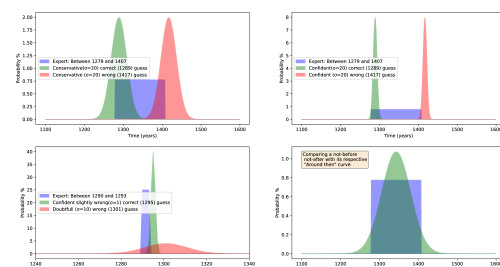 2.00
1.75
1.50
1.25
1.00
0.75
0.50
0.25
0.00
Probability %
Expert: Between 1279 and 1407
Conservative(σ=20) correct (1289) guess
Conservative (σ=20) wrong (1417) guess
1100 1200 1300 1400 1500 1600
Time (years)
8
7
6
5
4
3
2
1
0
Probability %
Expert: Between 1279 and 1407
Confident(σ=20) correct (1289) guess
Confident (σ=20) wrong (1417) guess
1100 1200 1300 1400 1500 1600
Time (years)
40
35
30
25
20
15
10
5
0
Probability %
Expert: Between 1290 and 1293
Confident slightly wrong(σ=1) correct (1295) guess
Doubtfull (σ=10) wrong (1301) guess
1240 1260 1280 1300 1320 1340
1.0
0.8
0.6
0.4
0.2
0.0
Probability %
Comparing a not-before
not-after with its respective
"Around then" curve
1100 1200 1300 1400 1500 1600